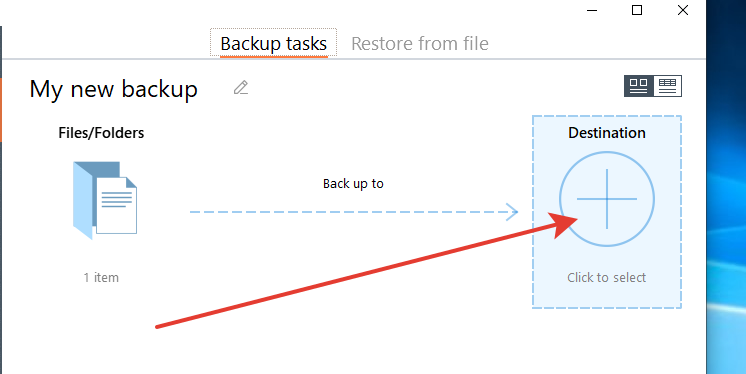 Backup tasks Restore from file
My new backup
Files/Folders
Destination
Back up to
1 item
Click to select